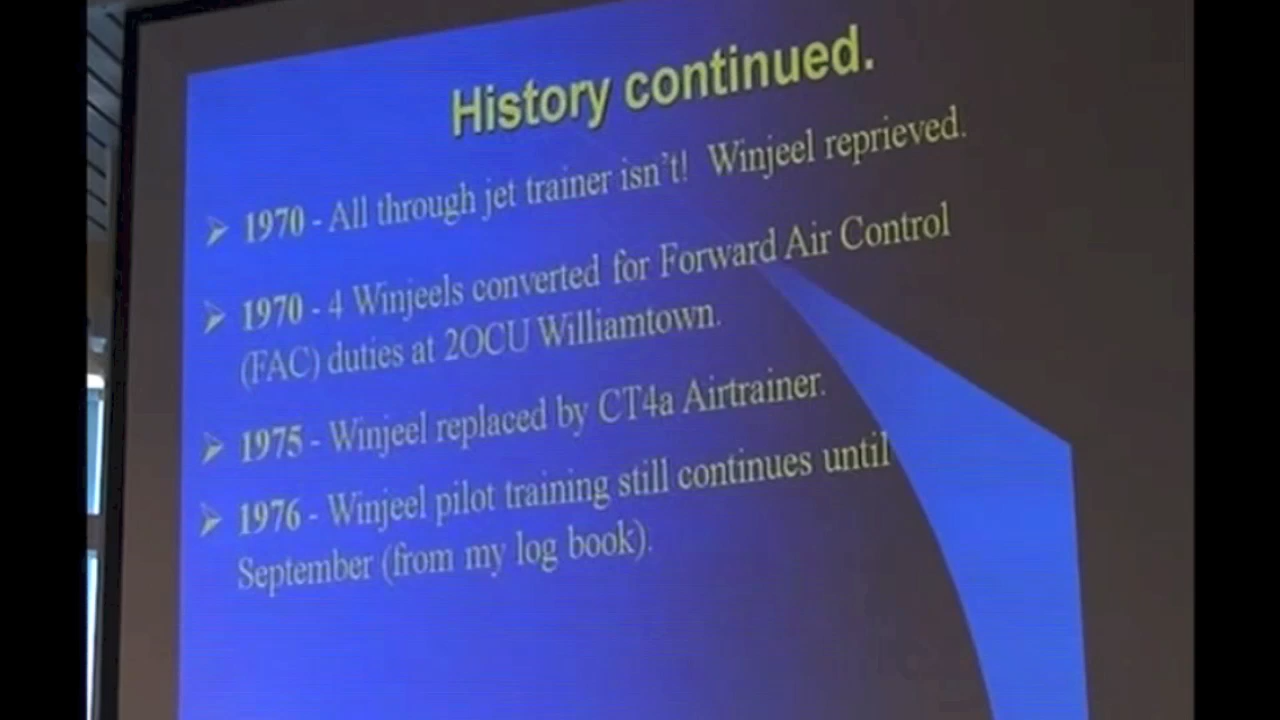 History continued.
➢ 1970 - All through jet trainer isn't! Winjeel reprieved.
➢ 1970 - 4 Winjeels converted for Forward Air Control
(FAC) duties at 2OCU Williamtown.
➢ 1975 - Winjeel replaced by CT4a Airtrainer.
➢ 1976 - Winjeel pilot training still continues until
September (from my log book).